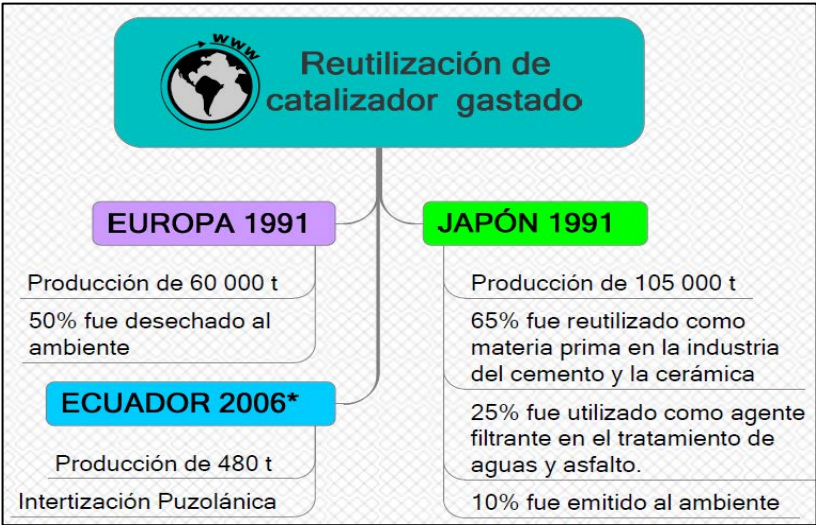 www
Reutilización de
catalizador gastado
EUROPA 1991
Producción de 60 000 t
50% fue desechado al
ambiente
ECUADOR 2006*
Producción de 480 t
Intertización Puzolánica
JAPÓN 1991
Producción de 105 000 t
65% fue reutilizado como
materia prima en la industria
del cemento y la cerámica
25% fue utilizado como agente
filtrante en el tratamiento de
aguas y asfalto.
10% fue emitido al ambiente